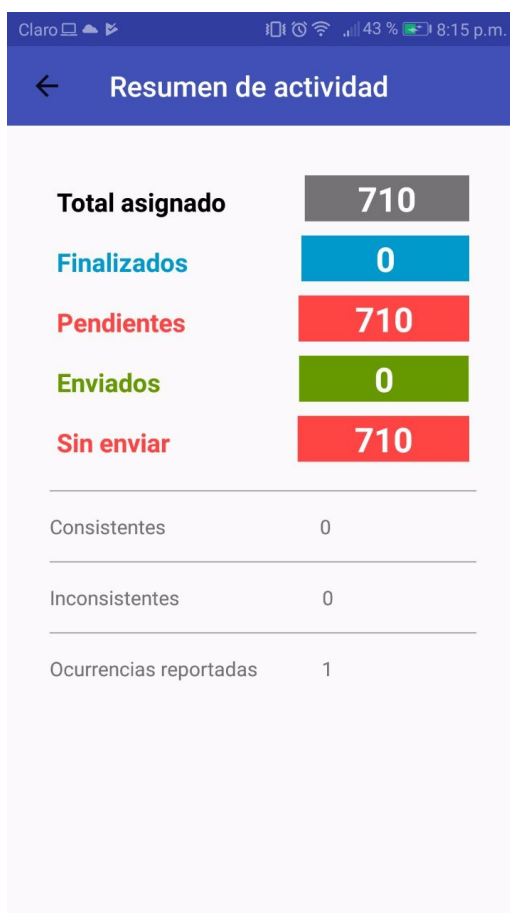 Claro 43 % 8:15 p.m.
Resumen de actividad
Total asignado 710
Finalizados 0
Pendientes 710
Enviados 0
Sin enviar 710
Consistentes 0
Inconsistentes 0
Ocurrencias reportadas 1